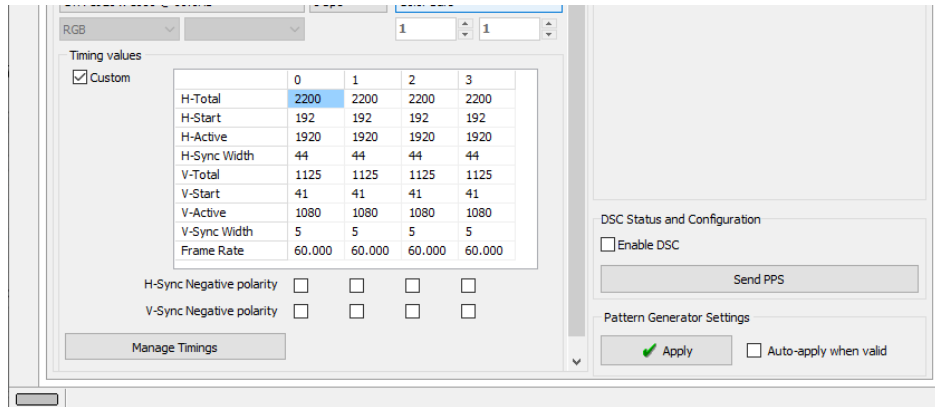 RGB 1 1
Timing values
Custom
0 1 2 3
H-Total 2200 2200 2200 2200
H-Start 192 192 192 192
H-Active 1920 1920 1920 1920
H-Sync Width 44 44 44 44
V-Total 1125 1125 1125 1125
V-Start 41 41 41 41
V-Active 1080 1080 1080 1080
V-Sync Width 5 5 5 5
Frame Rate 60.000 60.000 60.000 60.000
H-Sync Negative polarity
V-Sync Negative polarity
Manage Timings
DSC Status and Configuration
Enable DSC
Send PPS
Pattern Generator Settings
Apply Auto-apply when valid